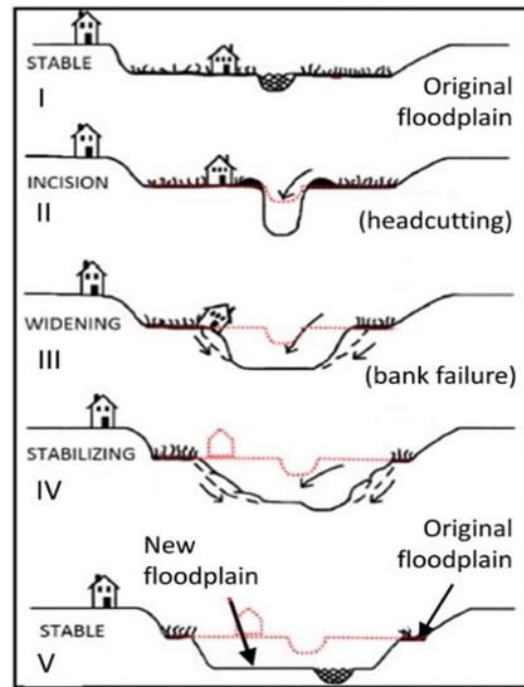 STABLE
I
Original
floodplain
INCISION
II
(headcutting)
WIDENING
III
(bank failure)
STABILIZING
IV
New
floodplain
Original
floodplain
STABLE
V